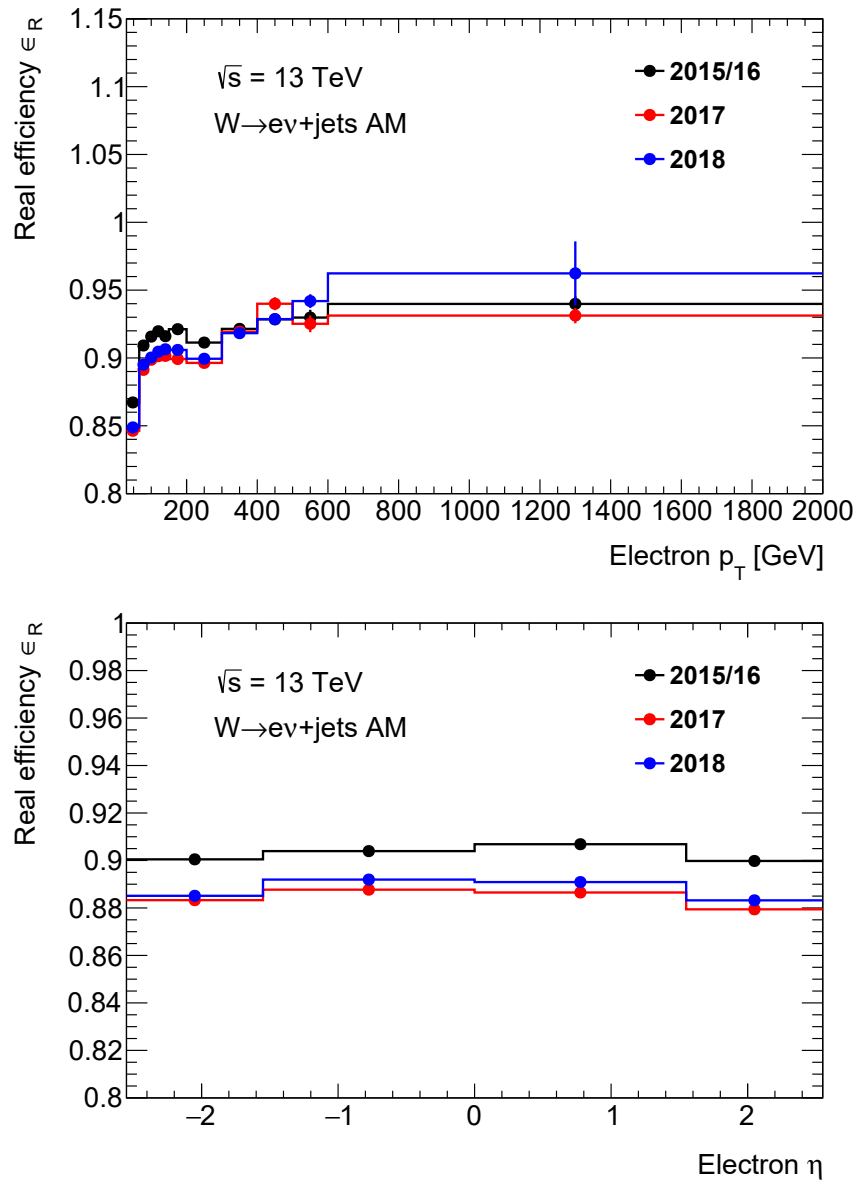 Real efficiency ϵ_R
1.15
1.1
1.05
1
0.95
0.9
0.85
0.8
√s = 13 TeV
W→eν+jets AM
2015/16
2017
2018
200 400 600 800 1000 1200 1400 1600 1800 2000
Electron p_T [GeV]
Real efficiency ϵ_R
1
0.98
0.96
0.94
0.92
0.9
0.88
0.86
0.84
0.82
0.8
√s = 13 TeV
W→eν+jets AM
2015/16
2017
2018
−2 −1 0 1 2
Electron η